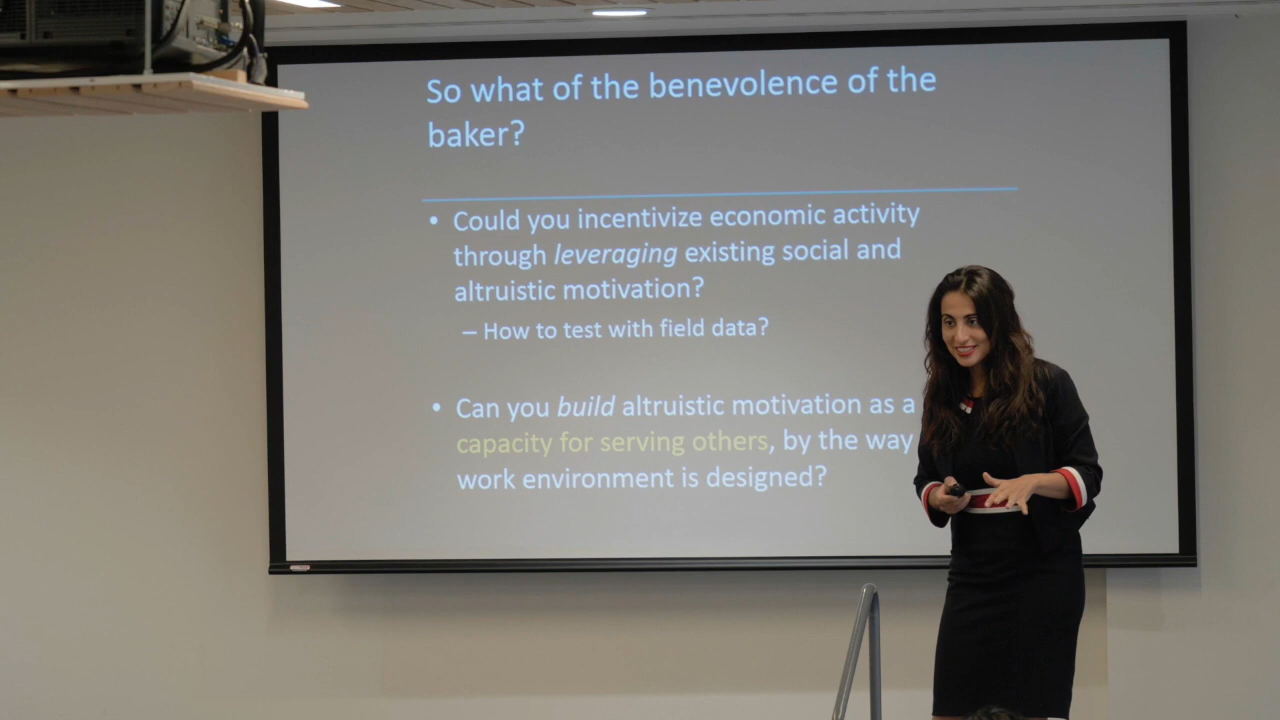 So what of the benevolence of the
baker?
• Could you incentivize economic activity
through leveraging existing social and
altruistic motivation?
– How to test with field data?
• Can you build altruistic motivation as a
capacity for serving others, by the way
work environment is designed?